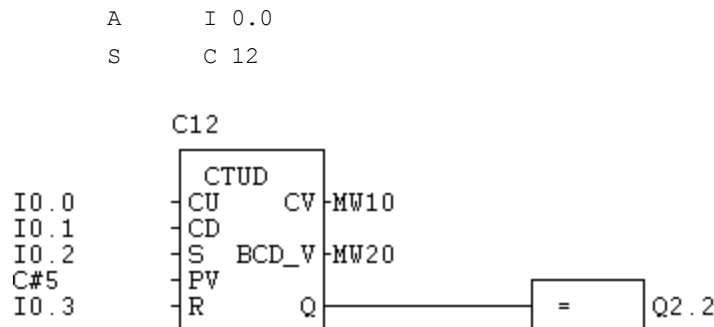 A I 0.0
S C 12
C12
CTUD
I0.0 CU CV MW10
I0.1 CD
I0.2 S BCD_V MW20
C#5 PV
I0.3 R Q = Q2.2